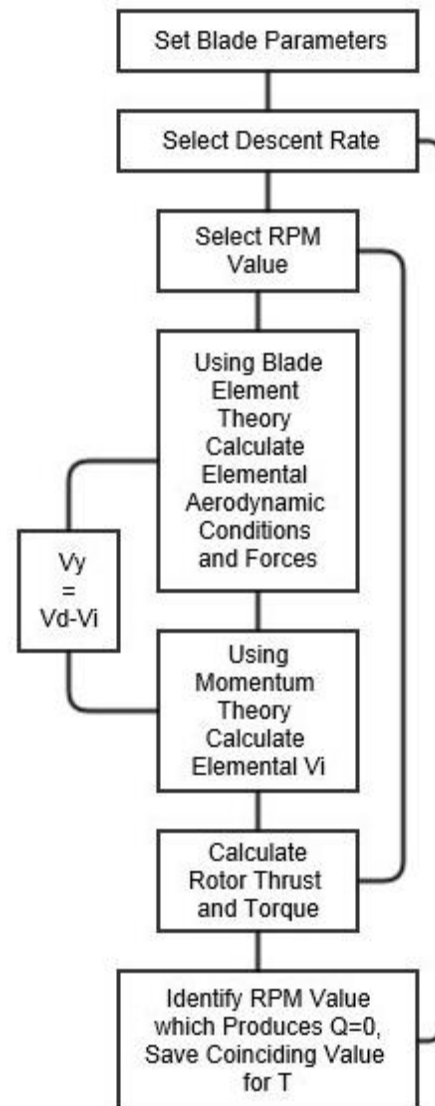 Set Blade Parameters
Select Descent Rate
Select RPM
Value
Using Blade
Element
Theory
Calculate
Elemental
Aerodynamic
Conditions
and Forces
Vy
=
Vd-Vi
Using
Momentum
Theory
Calculate
Elemental Vi
Calculate
Rotor Thrust
and Torque
Identify RPM Value
which Produces Q=0,
Save Coinciding Value
for T